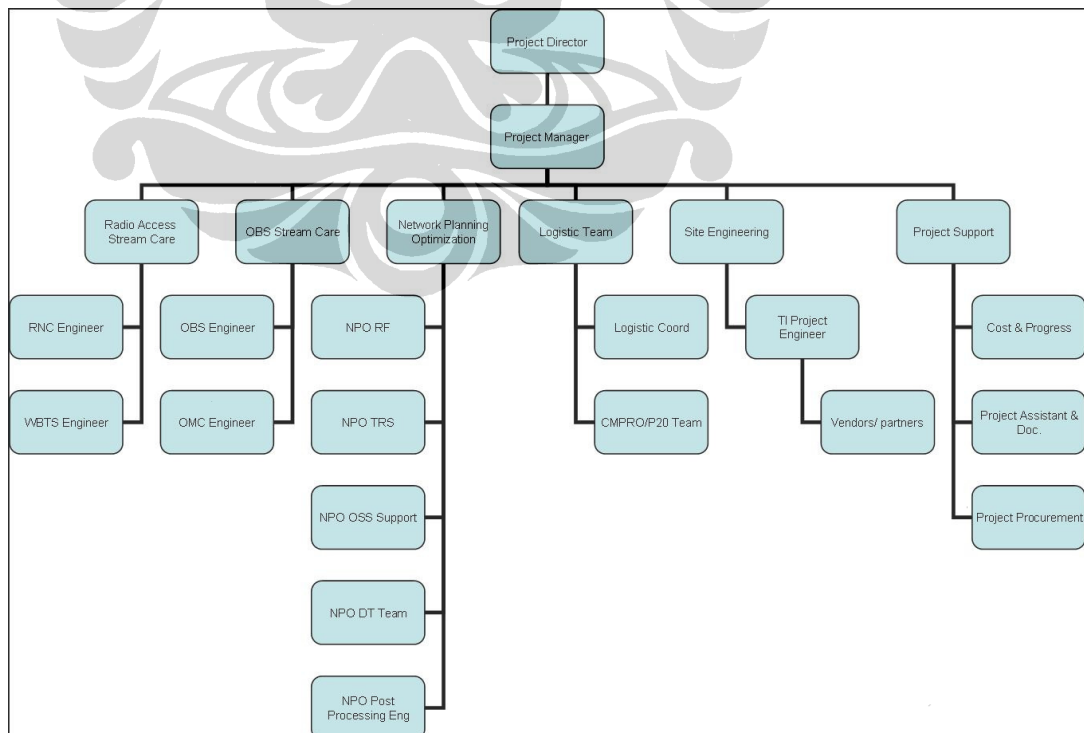 Project Director
Project Manager
Radio Access
Stream Care
OBS Stream Care
Network Planning
Optimization
Logistic Team
Site Engineering
Project Support
RNC Engineer
OBS Engineer
NPO RF
Logistic Coord
TI Project
Engineer
Cost & Progress
WBTS Engineer
OMC Engineer
NPO TRS
CMPRO/P20 Team
Vendors/ partners
Project Assistant &
Doc.
NPO OSS Support
Project Procurement
NPO DT Team
NPO Post
Processing Eng